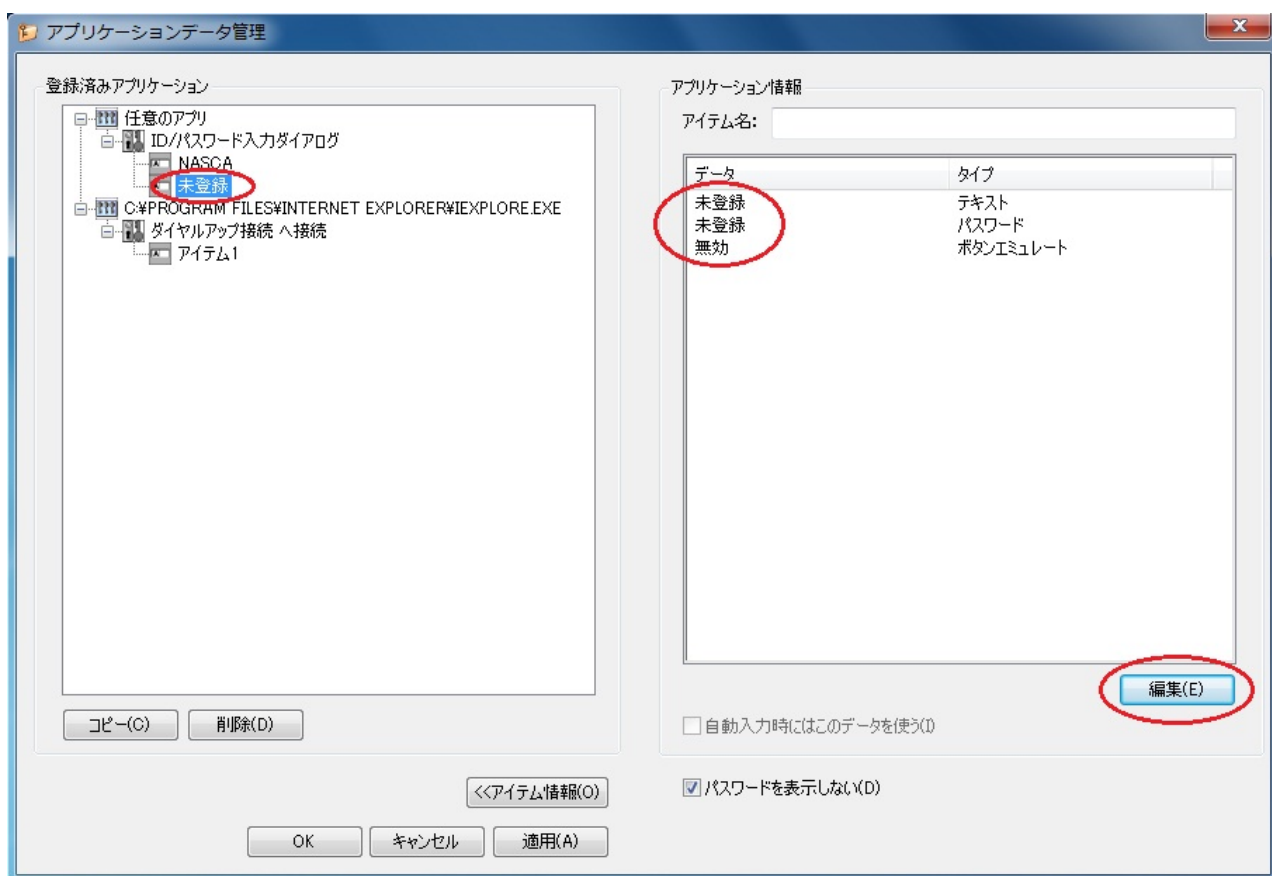 アプリケーションデータ管理
登録済みアプリケーション
任意のアプリ
ID/パスワード入力ダイアログ
NASCA
未登録
C:¥PROGRAM FILES¥INTERNET EXPLORER¥IEXPLORE.EXE
ダイヤルアップ接続 へ接続
アイテム1
コピー(C) 削除(D)
<<アイテム情報(O)
OK キャンセル 適用(A)
アプリケーション情報
アイテム名:
データ タイプ
未登録 テキスト
未登録 パスワード
無効 ボタンエミュレート
編集(E)
自動入力時にはこのデータを使う(I)
パスワードを表示しない(D)